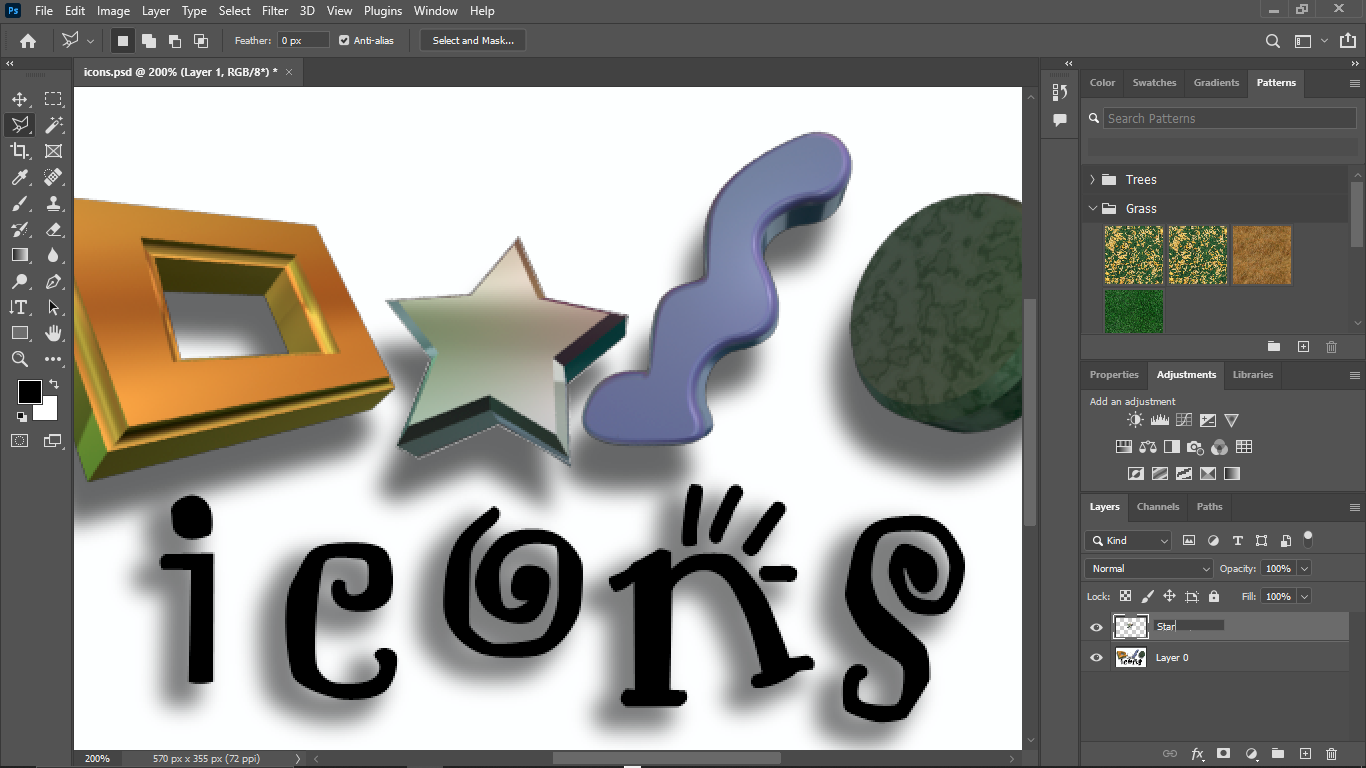 Ps File Edit Image Layer Type Select Filter 3D View Plugins Window Help
Feather: 0 px Anti-alias Select and Mask...
icons.psd @ 200% (Layer 1, RGB/8*) * ×
Color Swatches Gradients Patterns
Search Patterns
Trees
Grass
Properties Adjustments Libraries
Add an adjustment
icons
Layers Channels Paths
Kind
Normal Opacity: 100%
Lock: Fill: 100%
Star
Layer 0
200% 570 px x 355 px (72 ppi)